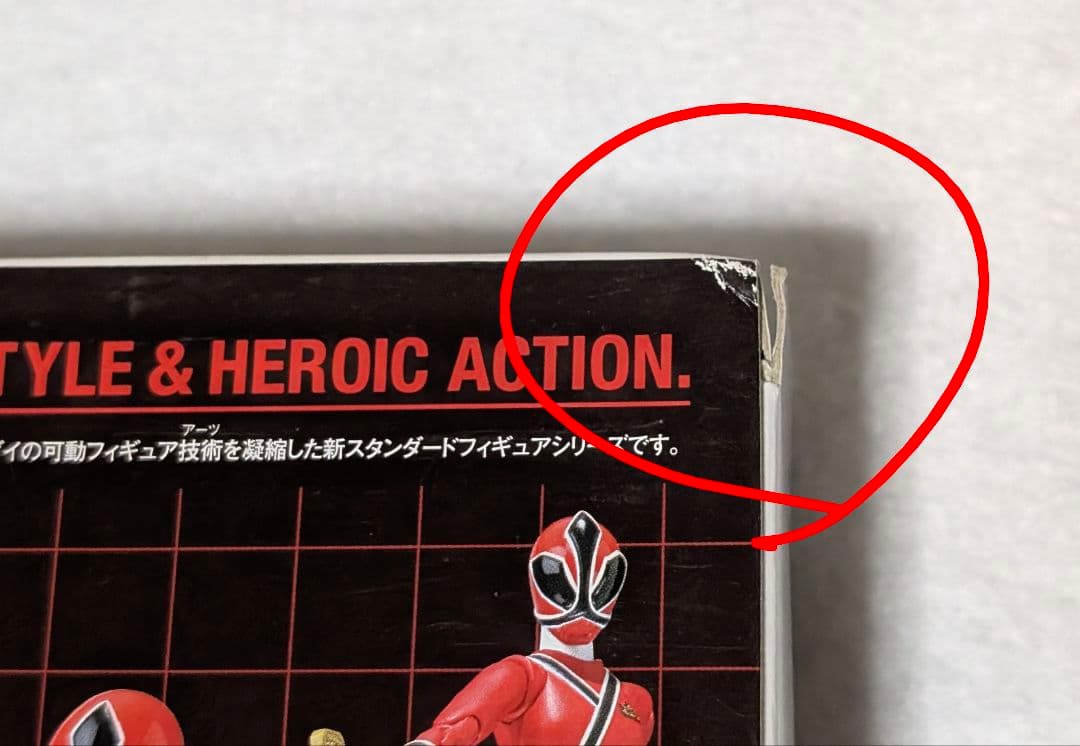 TYLE & HEROIC ACTION.
アーツ
イの可動フィギュア技術を凝縮した新スタンダードフィギュアシリーズです。